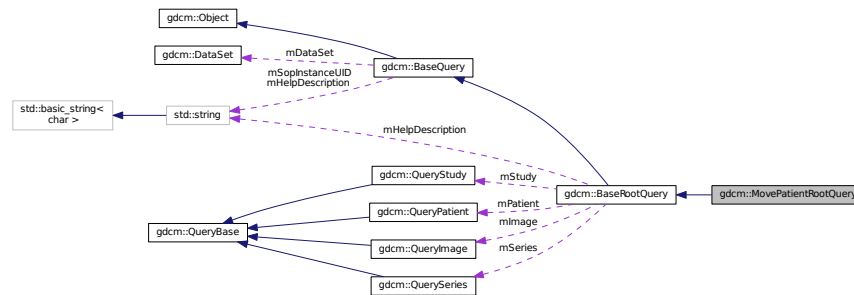 gdcm::Object
gdcm::DataSet
mDataSet
gdcm::BaseQuery
mSopInstanceUID
mHelpDescription
std::basic_string<
char >
std::string
mHelpDescription
gdcm::QueryStudy
mStudy
gdcm::BaseRootQuery
gdcm::MovePatientRootQuery
gdcm::QueryPatient
mPatient
mImage
gdcm::QueryBase
gdcm::QueryImage
mSeries
gdcm::QuerySeries